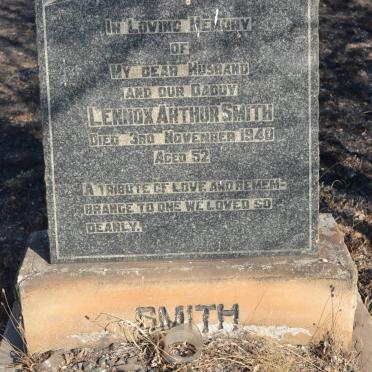 In Loving Memory
of
My dear Husband
and our Daddy
Lennox Arthur Smith
Died 3rd November 1940
Aged 52
A tribute of love and remem-
brance to one we loved so
dearly.
SMITH